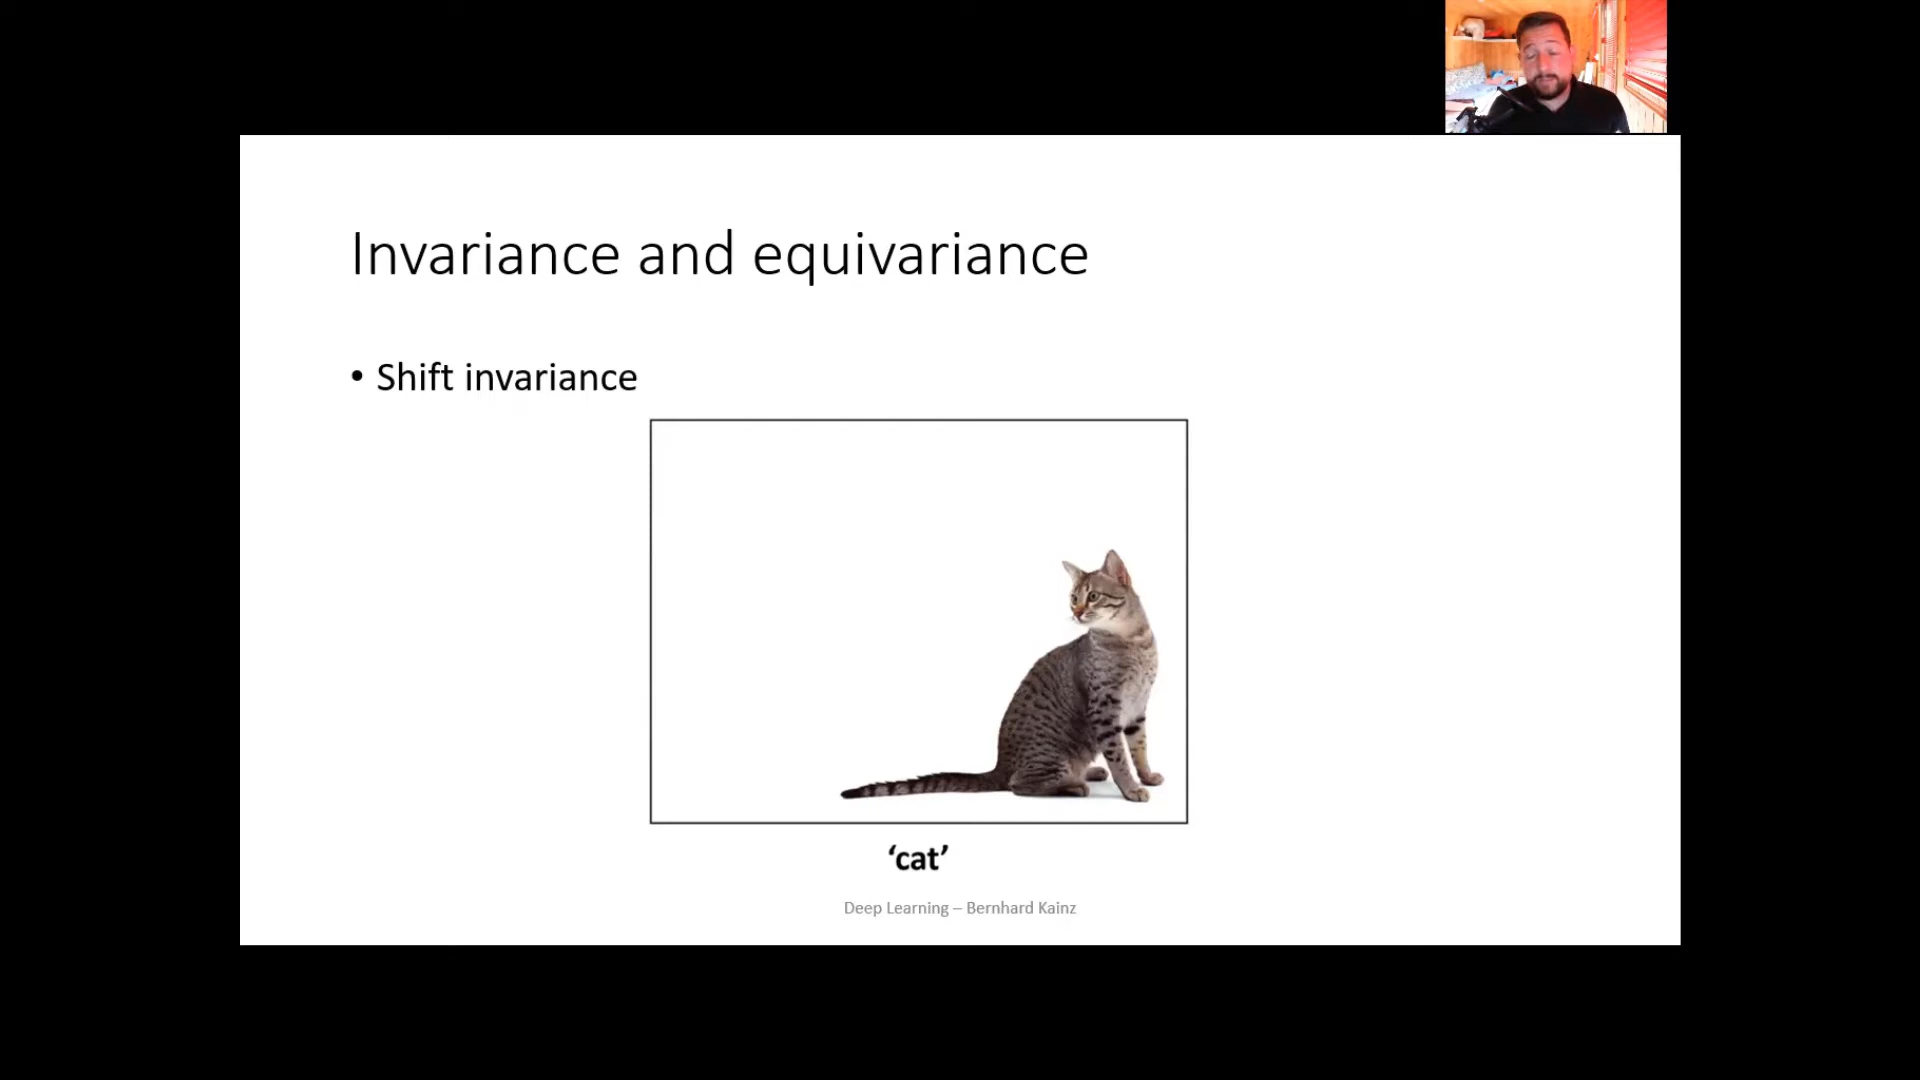 Invariance and equivariance
• Shift invariance
‘cat’
Deep Learning – Bernhard Kainz